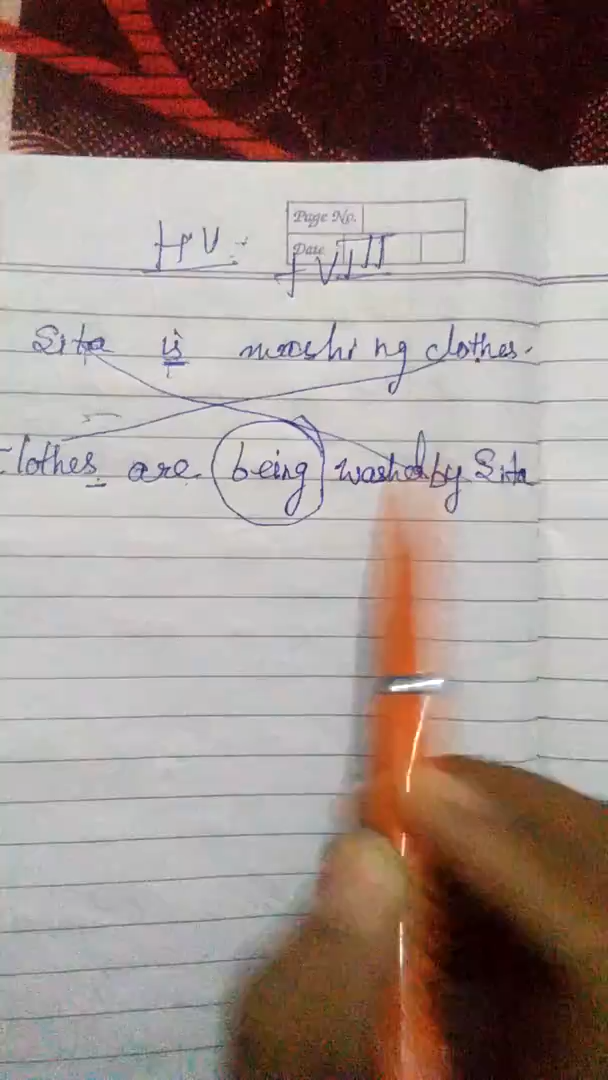 Page No.
HV:-
Date
Sita is washing clothes.
Clothes are being washed by Sita